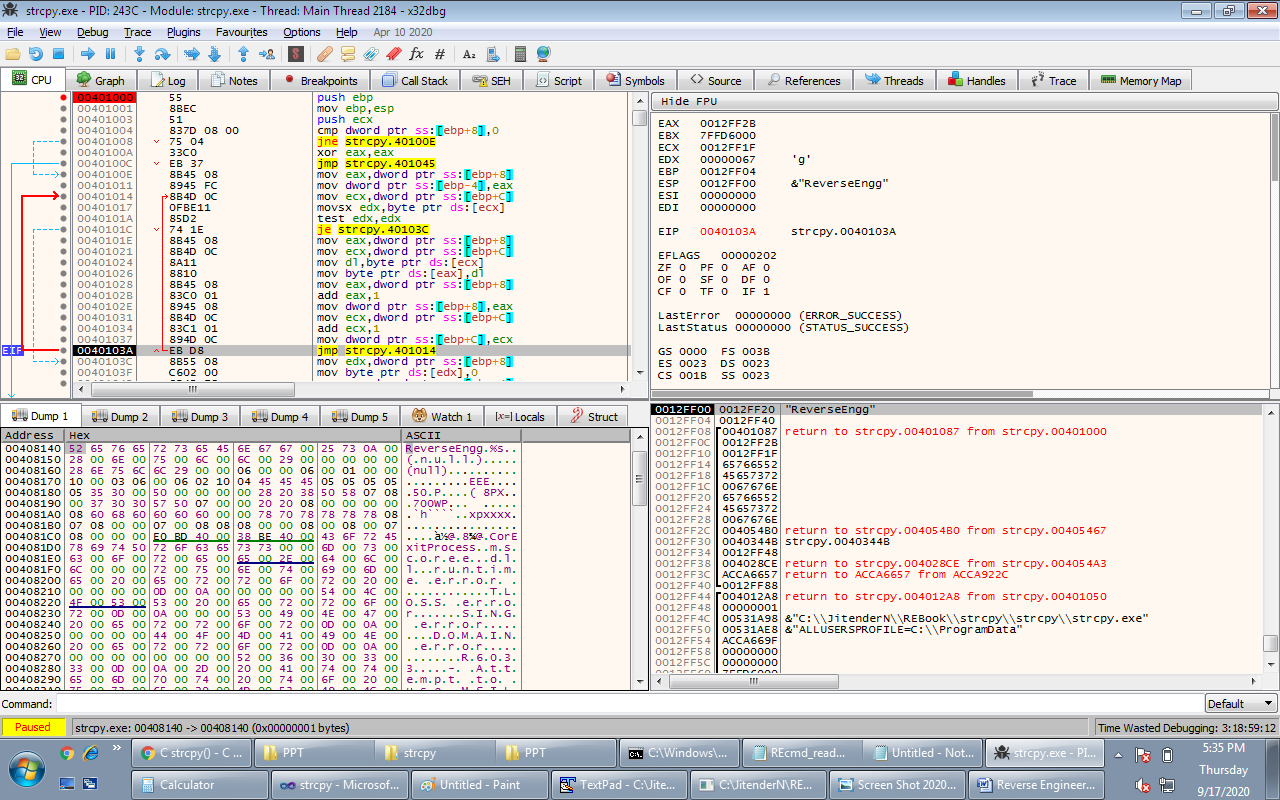 strcpy.exe - PID: 243C - Module: strcpy.exe - Thread: Main Thread 2184 - x32dbg
File View Debug Trace Plugins Favourites Options Help Apr 10 2020
CPU Graph Log Notes Breakpoints Call Stack SEH Script Symbols Source References Threads Handles Trace Memory Map
00401000 55 push ebp
00401001 8BEC mov ebp,esp
00401003 51 push ecx
00401004 837D 08 00 cmp dword ptr ss:[ebp+8],0
00401008 75 04 jne strcpy.40100E
0040100A 33C0 xor eax,eax
0040100C EB 37 jmp strcpy.401045
0040100E 8B45 08 mov eax,dword ptr ss:[ebp+8]
00401011 8945 FC mov dword ptr ss:[ebp-4],eax
00401014 8B4D 0C mov ecx,dword ptr ss:[ebp+C]
00401017 0FBE11 movsx edx,byte ptr ds:[ecx]
0040101A 85D2 test edx,edx
0040101C 74 1E je strcpy.40103C
0040101E 8B45 08 mov eax,dword ptr ss:[ebp+8]
00401021 8B4D 0C mov ecx,dword ptr ss:[ebp+C]
00401024 8A11 mov dl,byte ptr ds:[ecx]
00401026 8810 mov byte ptr ds:[eax],dl
00401028 8B45 08 mov eax,dword ptr ss:[ebp+8]
0040102B 83C0 01 add eax,1
0040102E 8945 08 mov dword ptr ss:[ebp+8],eax
00401031 8B4D 0C mov ecx,dword ptr ss:[ebp+C]
00401034 83C1 01 add ecx,1
00401037 894D 0C mov dword ptr ss:[ebp+C],ecx
EIF 0040103A EB D8 jmp strcpy.401014
0040103C 8B55 08 mov edx,dword ptr ss:[ebp+8]
0040103F C602 00 mov byte ptr ds:[edx],0
Hide FPU
EAX 0012FF2B
EBX 7FFD6000
ECX 0012FF1F
EDX 00000067 'g'
EBP 0012FF04
ESP 0012FF00 &"ReverseEngg"
ESI 00000000
EDI 00000000
EIP 0040103A strcpy.0040103A
EFLAGS 00000202
ZF 0 PF 0 AF 0
OF 0 SF 0 DF 0
CF 0 TF 0 IF 1
LastError 00000000 (ERROR_SUCCESS)
LastStatus 00000000 (STATUS_SUCCESS)
GS 0000 FS 003B
ES 0023 DS 0023
CS 001B SS 0023
Dump 1 Dump 2 Dump 3 Dump 4 Dump 5 Watch 1 [x=] Locals Struct
Address Hex ASCII
00408140 52 65 76 65 72 73 65 45 6E 67 67 00 25 73 0A 00 ReverseEngg.%s..
00408150 28 00 6E 00 75 00 6C 00 6C 00 29 00 00 00 00 00 (.n.u.l.l.).....
00408160 28 6E 75 6C 6C 29 00 00 06 00 00 06 00 01 00 00 (null)..........
00408170 10 00 03 06 00 06 02 10 04 45 45 45 05 05 05 05 .........EEE....
00408180 05 35 30 00 50 00 00 00 00 28 20 38 50 58 07 08 .50.P....( 8PX..
00408190 00 37 30 30 57 50 07 00 00 20 20 08 00 00 00 00 .700WP...  .....
004081A0 08 60 68 60 60 60 60 00 00 78 70 78 78 78 78 08 .`h````..xpxxxx.
004081B0 07 08 00 00 07 00 08 08 08 00 00 08 00 08 00 07 ................
004081C0 08 00 00 00 E0 BD 40 00 38 BE 40 00 43 6F 72 45 ....à½@.8¾@.CorE
004081D0 78 69 74 50 72 6F 63 65 73 73 00 00 6D 00 73 00 xitProcess..m.s.
004081E0 63 00 6F 00 72 00 65 00 65 00 2E 00 64 00 6C 00 c.o.r.e.e...d.l.
004081F0 6C 00 00 00 72 00 75 00 6E 00 74 00 69 00 6D 00 l...r.u.n.t.i.m.
00408200 65 00 20 00 65 00 72 00 72 00 6F 00 72 00 20 00 e. .e.r.r.o.r. .
00408210 00 00 00 00 0D 00 0A 00 00 00 00 00 54 00 4C 00 ............T.L.
00408220 4F 00 53 00 53 00 20 00 65 00 72 00 72 00 6F 00 O.S.S. .e.r.r.o.
00408230 72 00 0D 00 0A 00 00 00 53 00 49 00 4E 00 47 00 r.......S.I.N.G.
00408240 20 00 65 00 72 00 72 00 6F 00 72 00 0D 00 0A 00 .e.r.r.o.r.....
00408250 00 00 00 00 44 00 4F 00 4D 00 41 00 49 00 4E 00 ....D.O.M.A.I.N.
00408260 20 00 65 00 72 00 72 00 6F 00 72 00 0D 00 0A 00 .e.r.r.o.r.....
00408270 00 00 00 00 00 00 00 00 52 00 36 00 30 00 33 00 ........R.6.0.3.
00408280 33 00 0D 00 0A 00 2D 00 20 00 41 00 74 00 74 00 3.....-. .A.t.t.
00408290 65 00 6D 00 70 00 74 00 20 00 74 00 6F 00 20 00 e.m.p.t. .t.o. .
0012FF00 0012FF20 "ReverseEngg"
0012FF04 0012FF40
0012FF08 00401087 return to strcpy.00401087 from strcpy.00401000
0012FF0C 0012FF2B
0012FF10 0012FF1F
0012FF14 65766552
0012FF18 45657372
0012FF1C 0067676E
0012FF20 65766552
0012FF24 45657372
0012FF28 0067676E
0012FF2C 004054B0 return to strcpy.004054B0 from strcpy.00405467
0012FF30 0040344B strcpy.0040344B
0012FF34 0012FF48
0012FF38 004028CE return to strcpy.004028CE from strcpy.004054A3
0012FF3C ACCA6657 return to ACCA6657 from ACCA922C
0012FF40 0012FF88
0012FF44 004012A8 return to strcpy.004012A8 from strcpy.00401050
0012FF48 00000001
0012FF4C 00531A98 &"C:\\JitenderN\\REBook\\strcpy\\strcpy\\strcpy.exe"
0012FF50 00531AE8 &"ALLUSERSPROFILE=C:\\ProgramData"
0012FF54 ACCA669F
0012FF58 00000000
0012FF5C 00000000
Command: Default
Paused strcpy.exe: 00408140 -> 00408140 (0x00000001 bytes) Time Wasted Debugging: 3:18:59:12
C strcpy() - C ... PPT strcpy PPT C:\Windows\... REcmd_read... Untitled - Not... strcpy.exe - PI...
Calculator strcpy - Microsof... Untitled - Paint TextPad - C:\Jite... C:\JitenderN\RE... Screen Shot 2020... Reverse Engineer...
5:35 PM
Thursday
9/17/2020